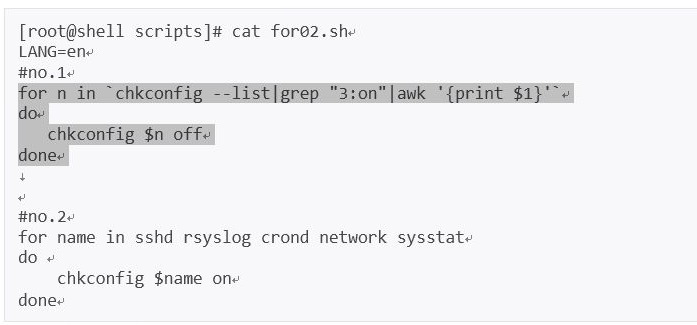 [root@shell scripts]# cat for02.sh↵
LANG=en↵
#no.1↵
for n in `chkconfig --list|grep "3:on"|awk '{print $1}'`↵
do↵
   chkconfig $n off↵
done↵
↓
↵
#no.2↵
for name in sshd rsyslog crond network sysstat↵
do ↵
    chkconfig $name on↵
done↵